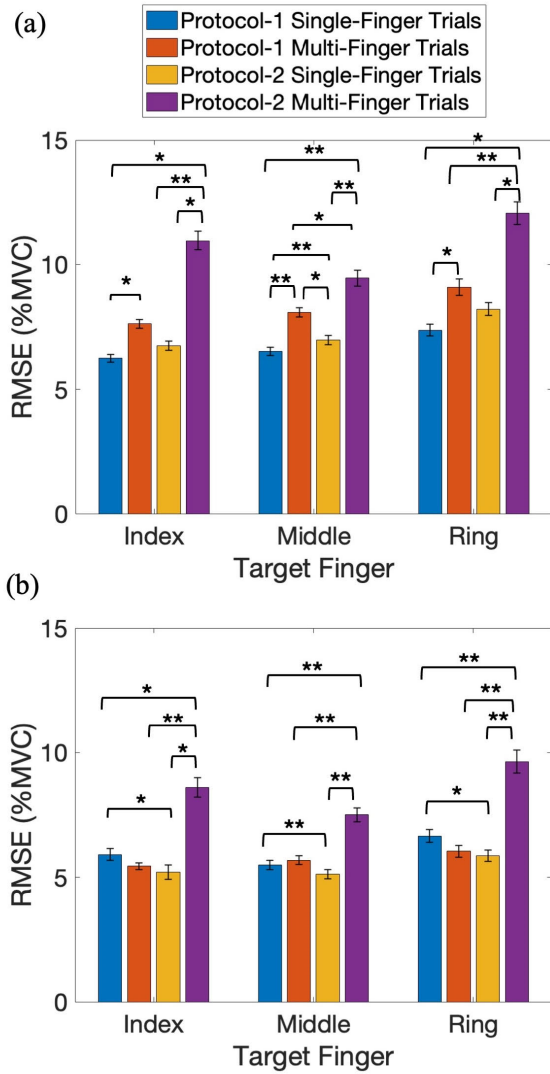 (a)
Protocol-1 Single-Finger Trials
Protocol-1 Multi-Finger Trials
Protocol-2 Single-Finger Trials
Protocol-2 Multi-Finger Trials
15
10
5
0
RMSE (%MVC)
* ** * *
** ** * ** ** *
* ** * *
Index Middle Ring
Target Finger
(b)
15
10
5
0
RMSE (%MVC)
* ** * *
** ** ** **
** ** ** *
Index Middle Ring
Target Finger